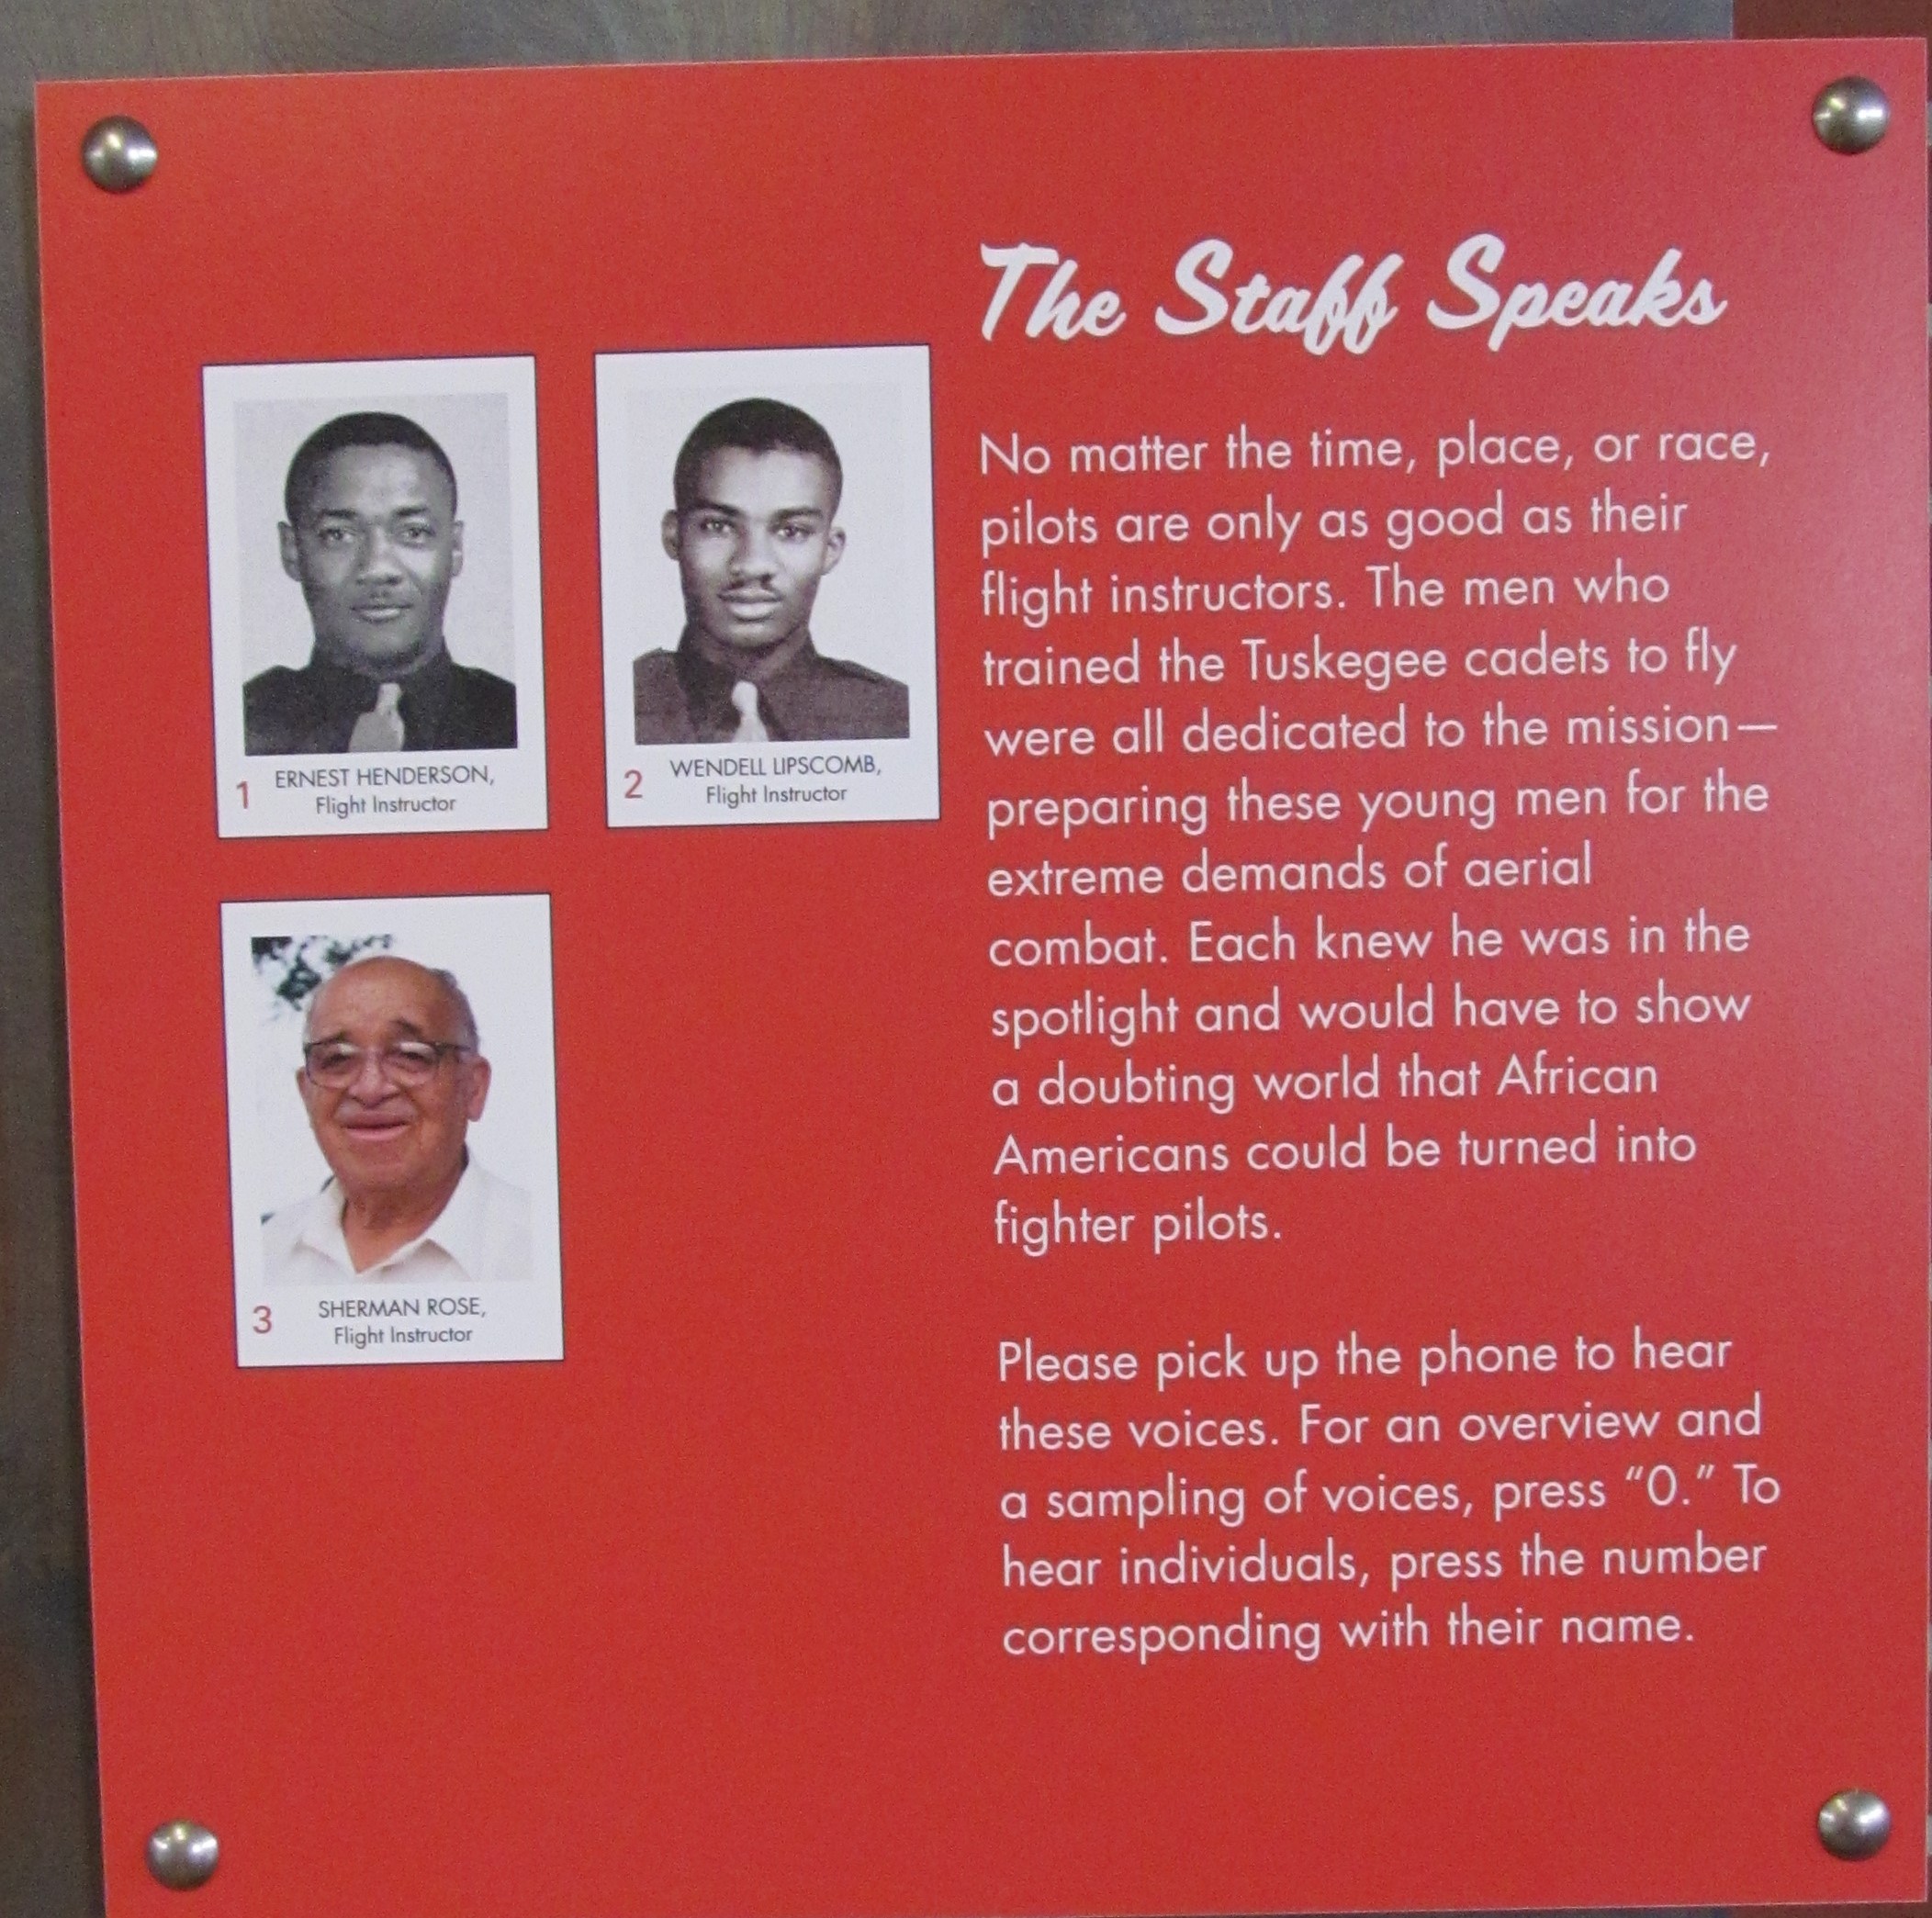 The Staff Speaks
No matter the time, place, or race,
pilots are only as good as their
flight instructors. The men who
trained the Tuskegee cadets to fly
were all dedicated to the mission—
preparing these young men for the
extreme demands of aerial
combat. Each knew he was in the
spotlight and would have to show
a doubting world that African
Americans could be turned into
fighter pilots.
Please pick up the phone to hear
these voices. For an overview and
a sampling of voices, press “0.” To
hear individuals, press the number
corresponding with their name.
1 ERNEST HENDERSON,
Flight Instructor
2 WENDELL LIPSCOMB,
Flight Instructor
3 SHERMAN ROSE,
Flight Instructor